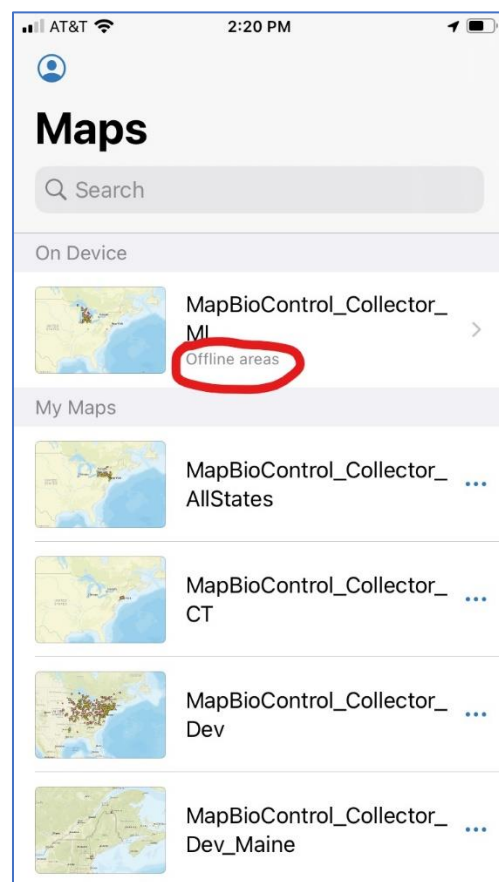 AT&T 2:20 PM
Maps
Search
On Device
MapBioControl_Collector_
MI
Offline areas
My Maps
MapBioControl_Collector_
AllStates
MapBioControl_Collector_
CT
MapBioControl_Collector_
Dev
MapBioControl_Collector_
Dev_Maine